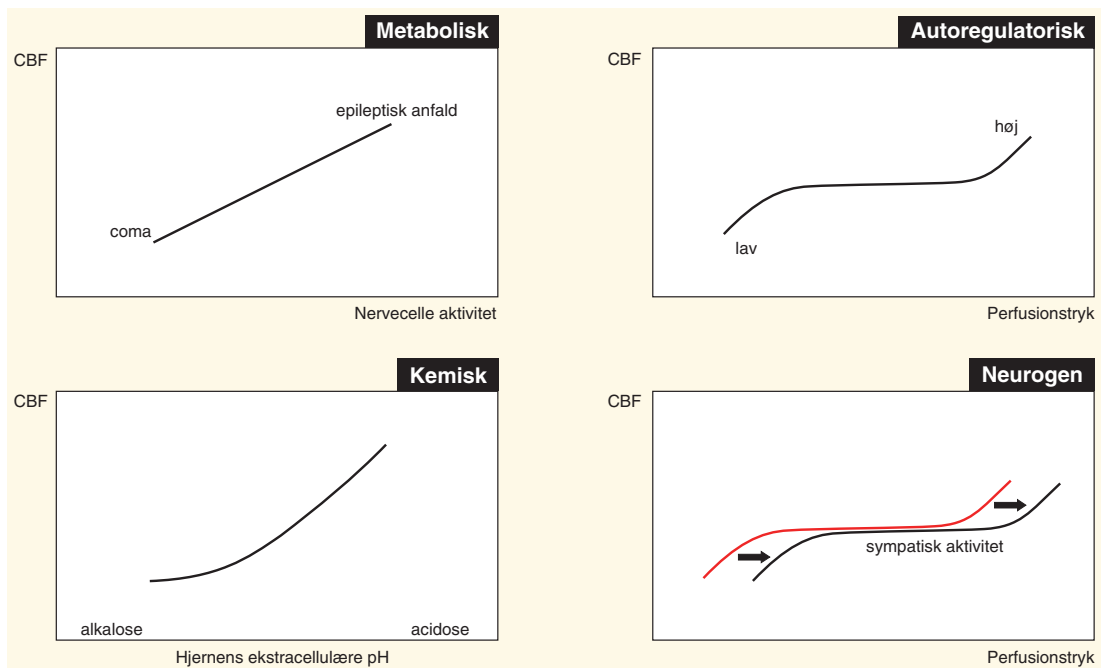 Metabolisk
CBF
epileptisk anfald
coma
Nervecelle aktivitet
Autoregulatorisk
CBF
høj
lav
Perfusionstryk
Kemisk
CBF
alkalose
acidose
Hjernens ekstracellulære pH
Neurogen
CBF
sympatisk aktivitet
Perfusionstryk